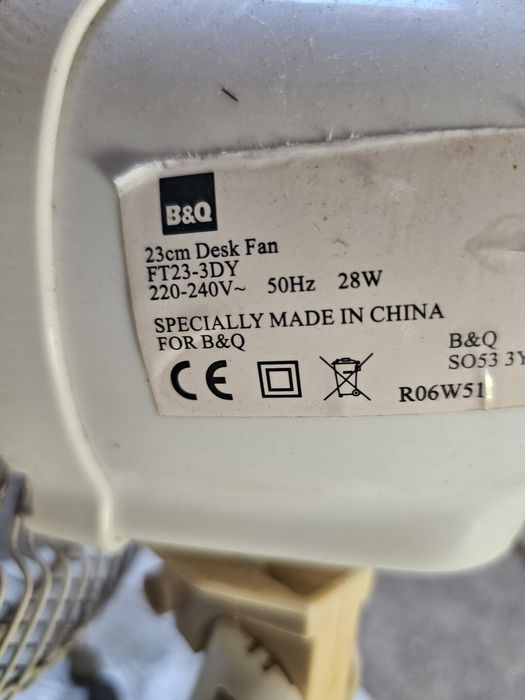 B&Q
23cm Desk Fan
FT23-3DY
220-240V~ 50Hz 28W
SPECIALLY MADE IN CHINA
FOR B&Q
B&Q
SO53 3Y
CE
R06W51